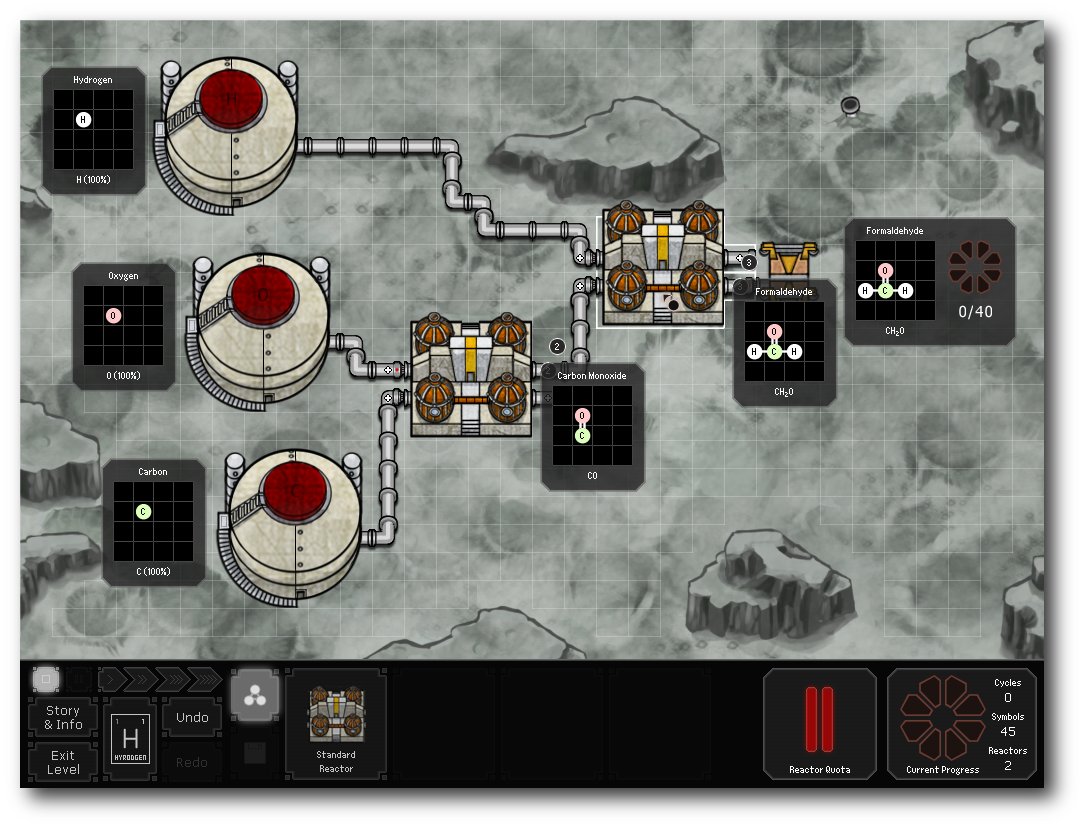 Hydrogen
H
H (100%)
Oxygen
O
O (100%)
Carbon
C
C (100%)
2
Carbon Monoxide
O
C
CO
3
Formaldehyde
O
H C H
CH₂O
Formaldehyde
O
H C H
0/40
CH₂O
Story
& Info
Exit
Level
1 1
H
HYDROGEN
Undo
Redo
Standard
Reactor
Reactor Quota
Current Progress
Cycles
0
Symbols
45
Reactors
2